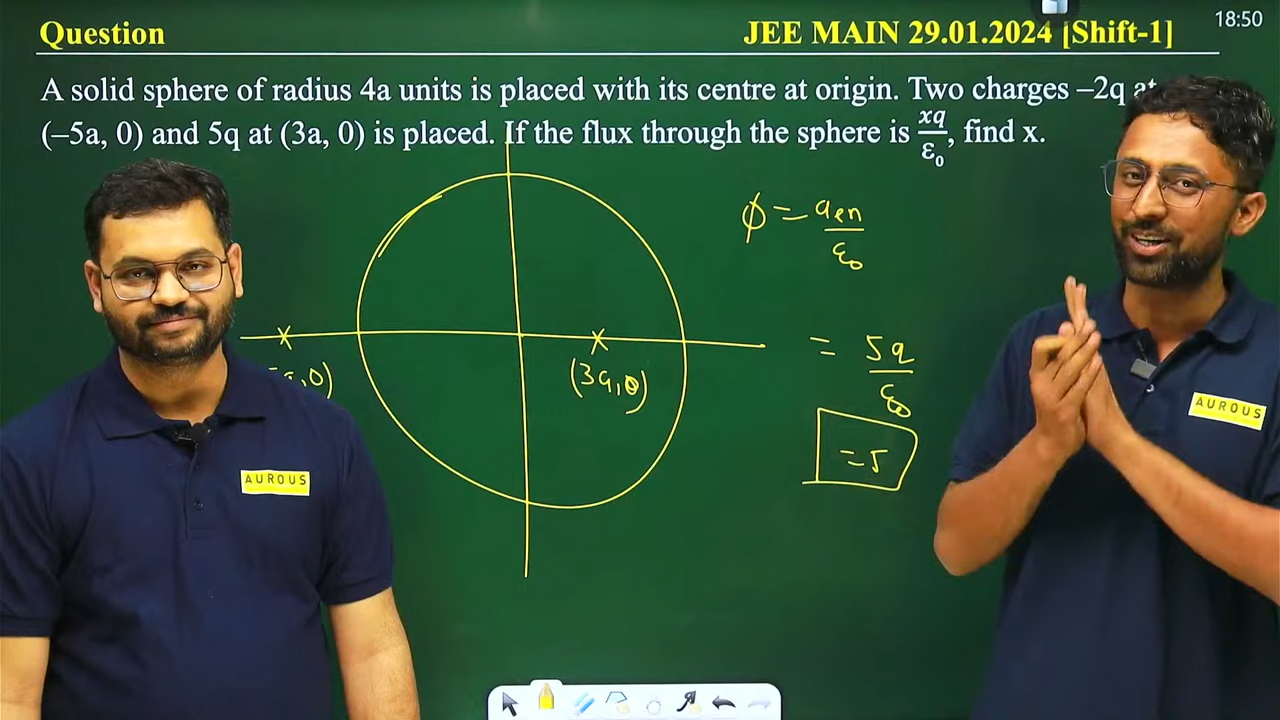 Question
JEE MAIN 29.01.2024 [Shift-1]
18:50
A solid sphere of radius 4a units is placed with its centre at origin. Two charges –2q at
(–5a, 0) and 5q at (3a, 0) is placed. If the flux through the sphere is xq/ε₀, find x.
ϕ = qen/ε₀
= 5q/ε₀
= 5
a,0)
(3a,0)
AUROUS
AUROUS